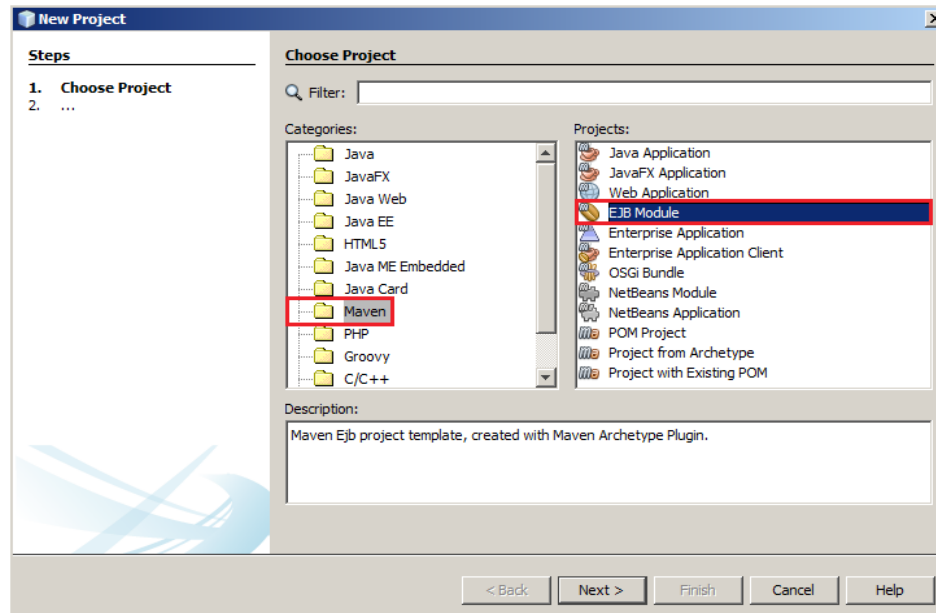 New Project
Steps
1. Choose Project
2. ...
Choose Project
Filter:
Categories:
Java
JavaFX
Java Web
Java EE
HTML5
Java ME Embedded
Java Card
Maven
PHP
Groovy
C/C++
Projects:
Java Application
JavaFX Application
Web Application
EJB Module
Enterprise Application
Enterprise Application Client
OSGi Bundle
NetBeans Module
NetBeans Application
POM Project
Project from Archetype
Project with Existing POM
Description:
Maven Ejb project template, created with Maven Archetype Plugin.
< Back
Next >
Finish
Cancel
Help